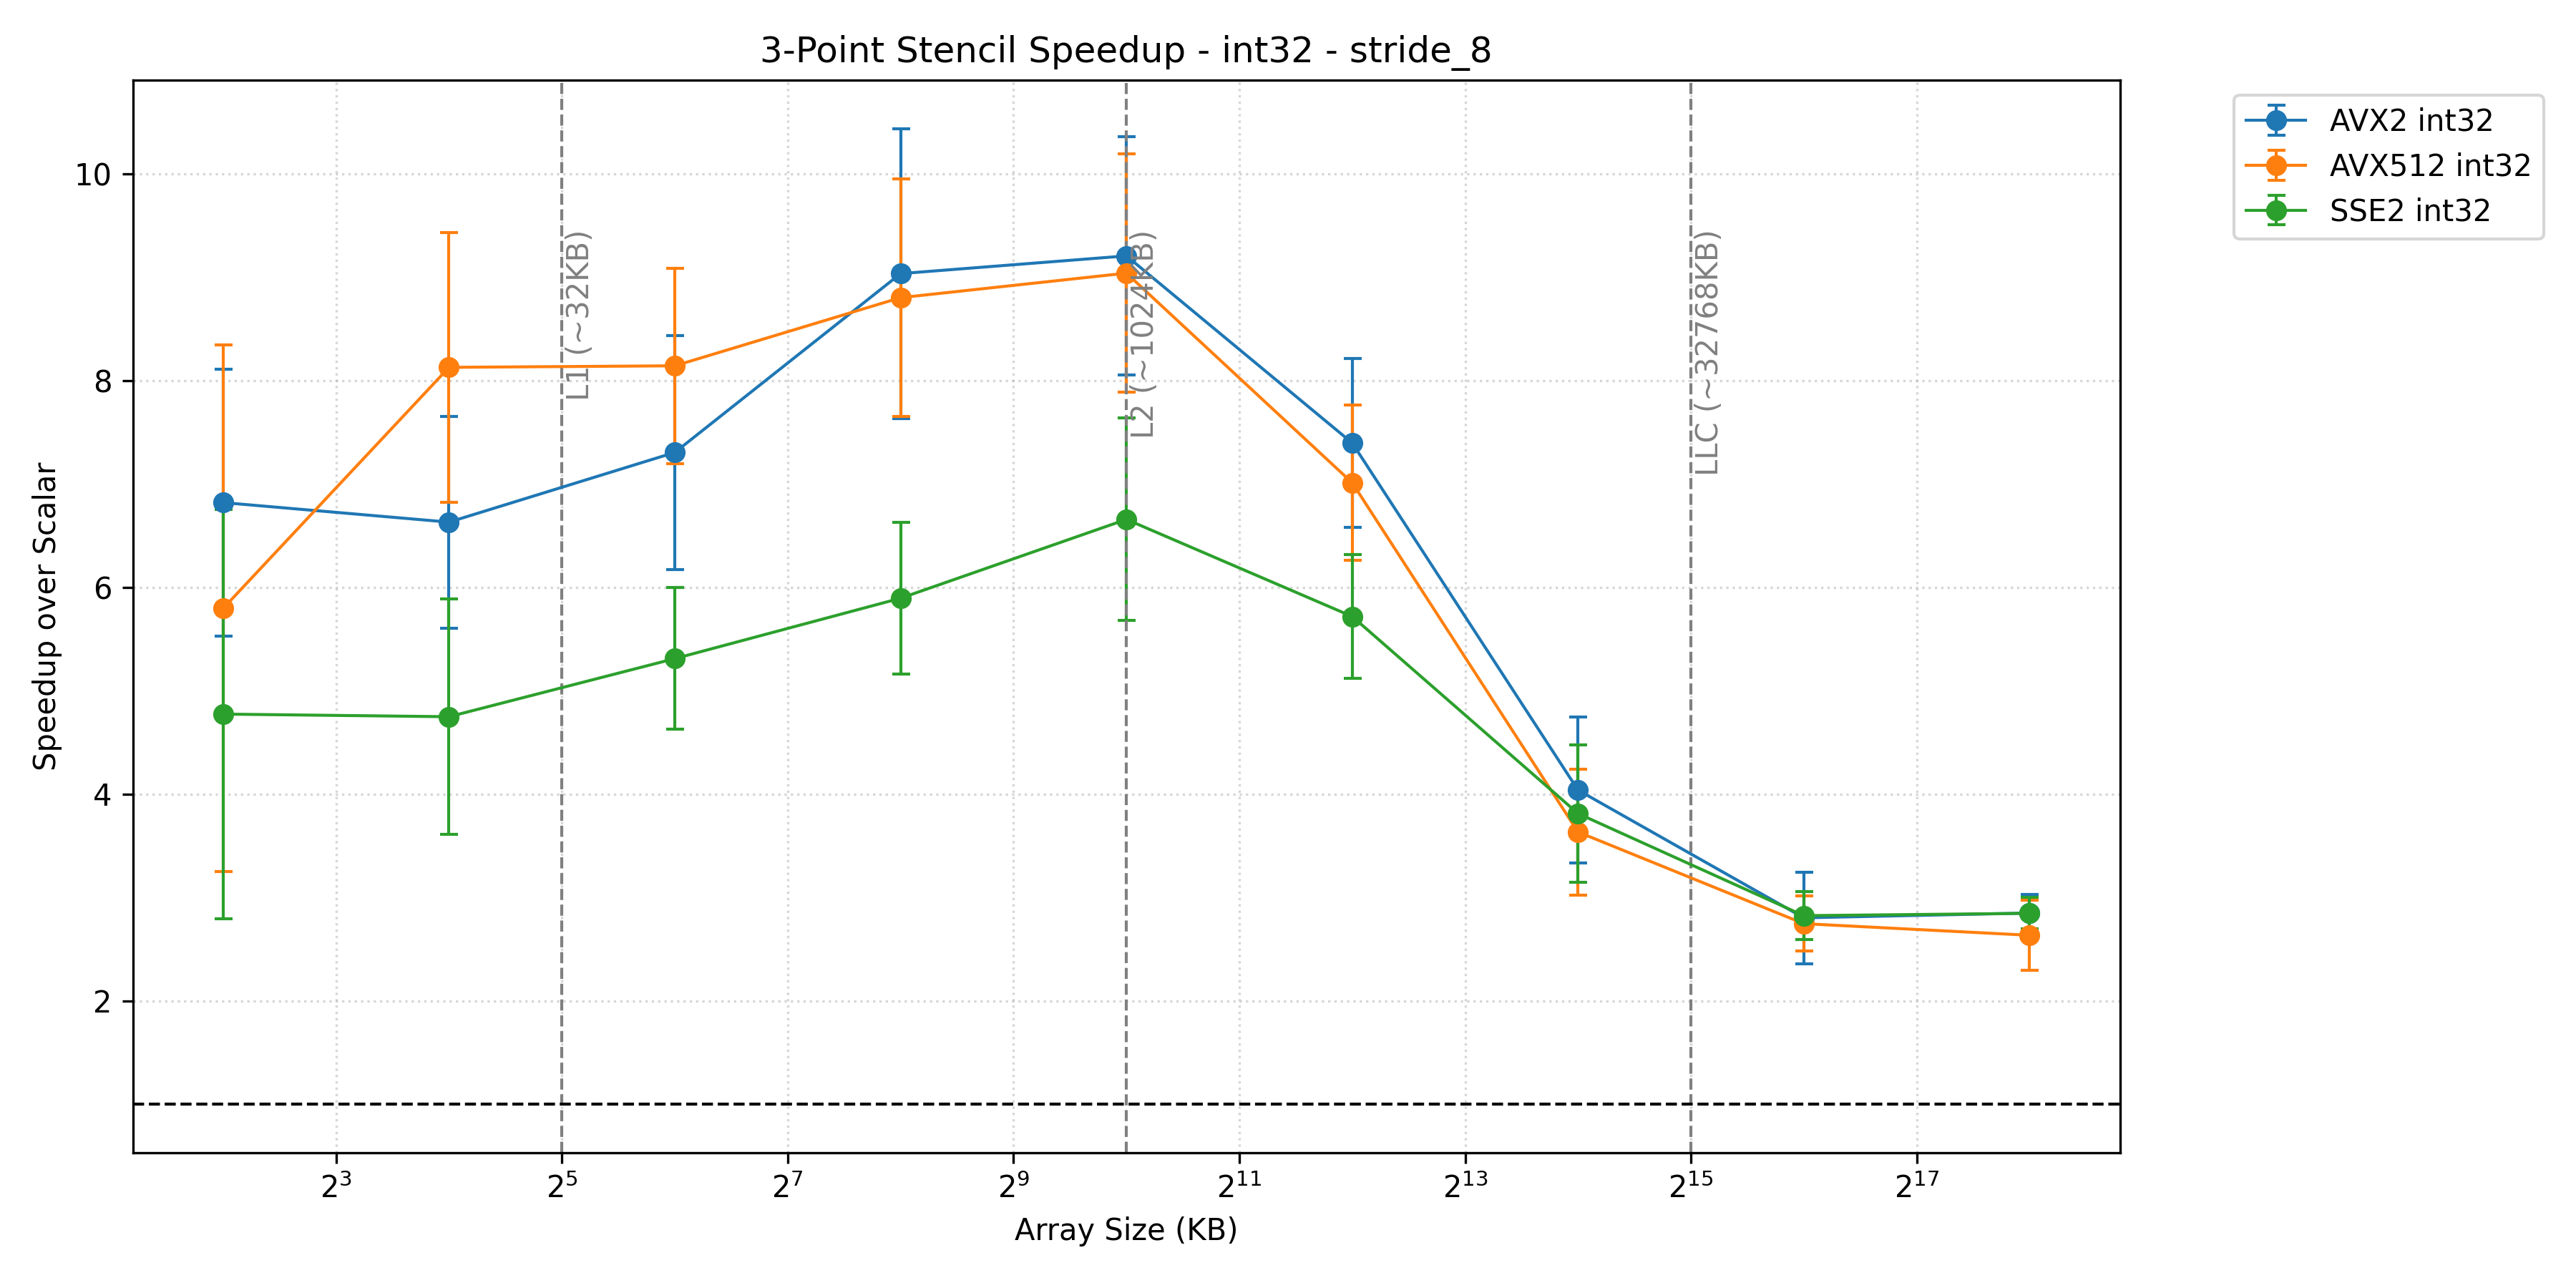 3-Point Stencil Speedup - int32 - stride_8
AVX2 int32
AVX512 int32
SSE2 int32
Speedup over Scalar
10
8
6
4
2
L1 (~32KB)
L2 (~1024KB)
LLC (~32768KB)
2³ 2⁵ 2⁷ 2⁹ 2¹¹ 2¹³ 2¹⁵ 2¹⁷
Array Size (KB)